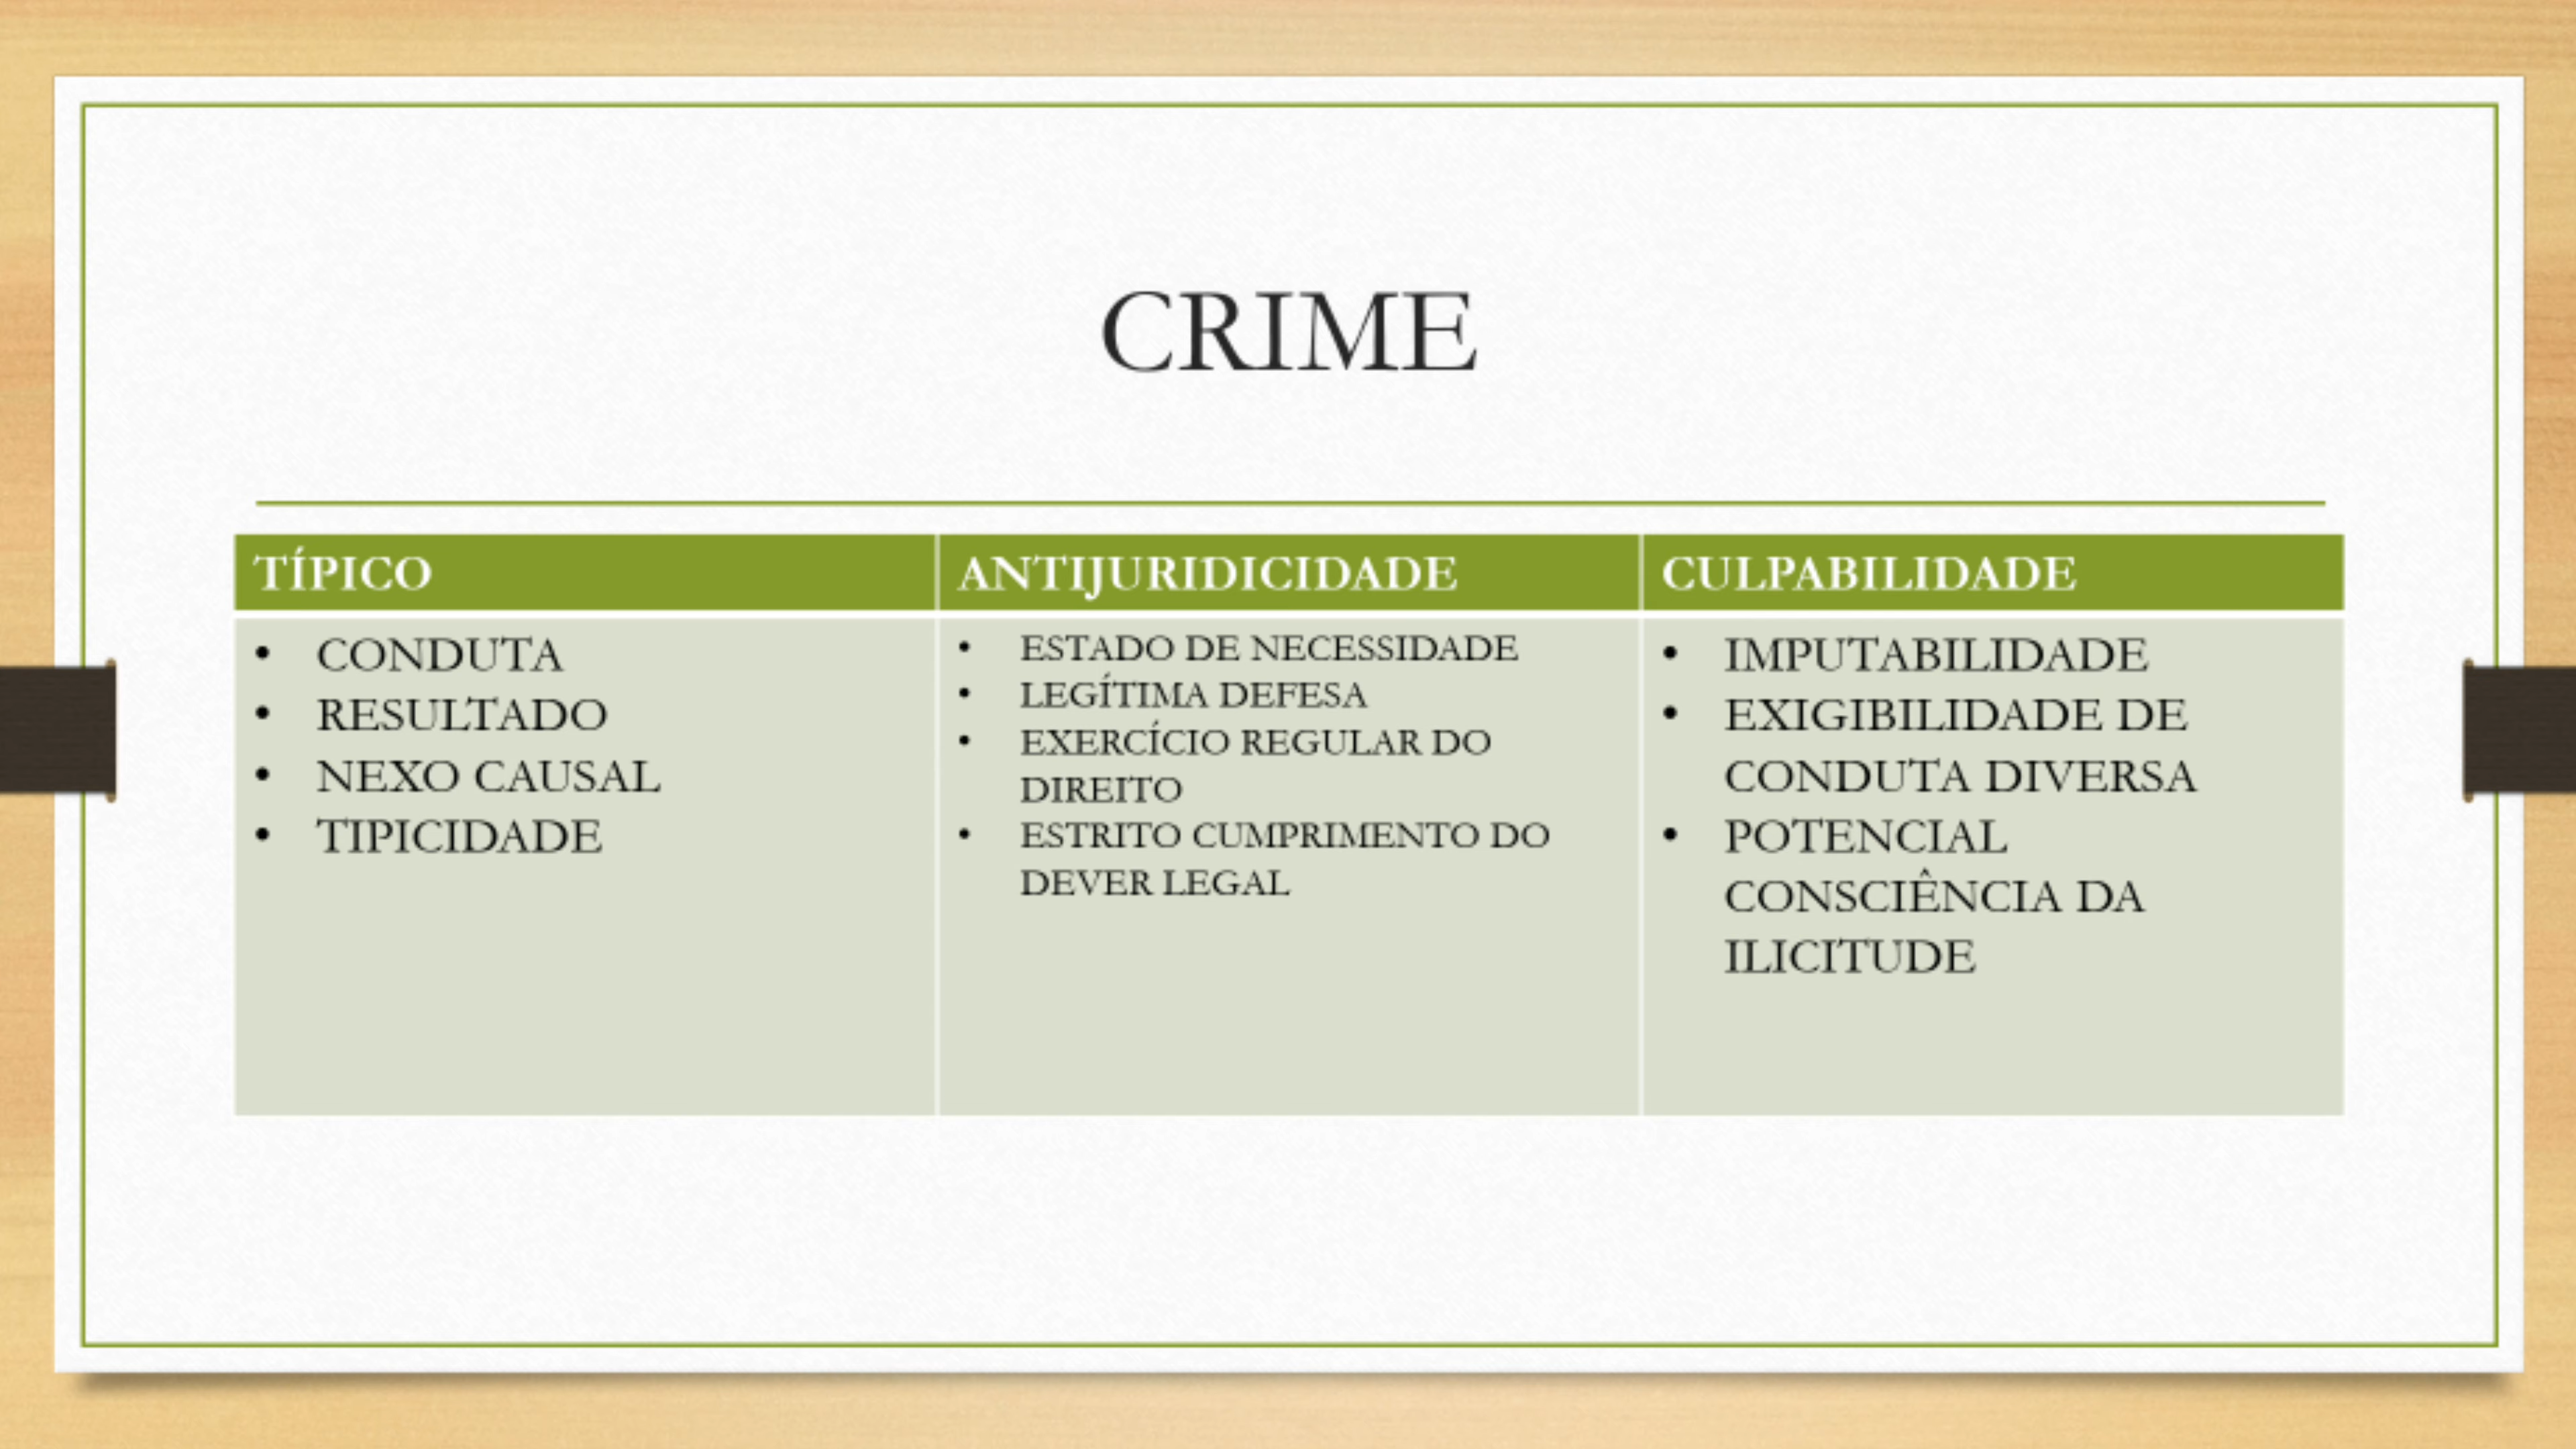 CRIME
TÍPICO
ANTIJURIDICIDADE
CULPABILIDADE
• CONDUTA
• RESULTADO
• NEXO CAUSAL
• TIPICIDADE
• ESTADO DE NECESSIDADE
• LEGÍTIMA DEFESA
• EXERCÍCIO REGULAR DO
DIREITO
• ESTRITO CUMPRIMENTO DO
DEVER LEGAL
• IMPUTABILIDADE
• EXIGIBILIDADE DE
CONDUTA DIVERSA
• POTENCIAL
CONSCIÊNCIA DA
ILICITUDE